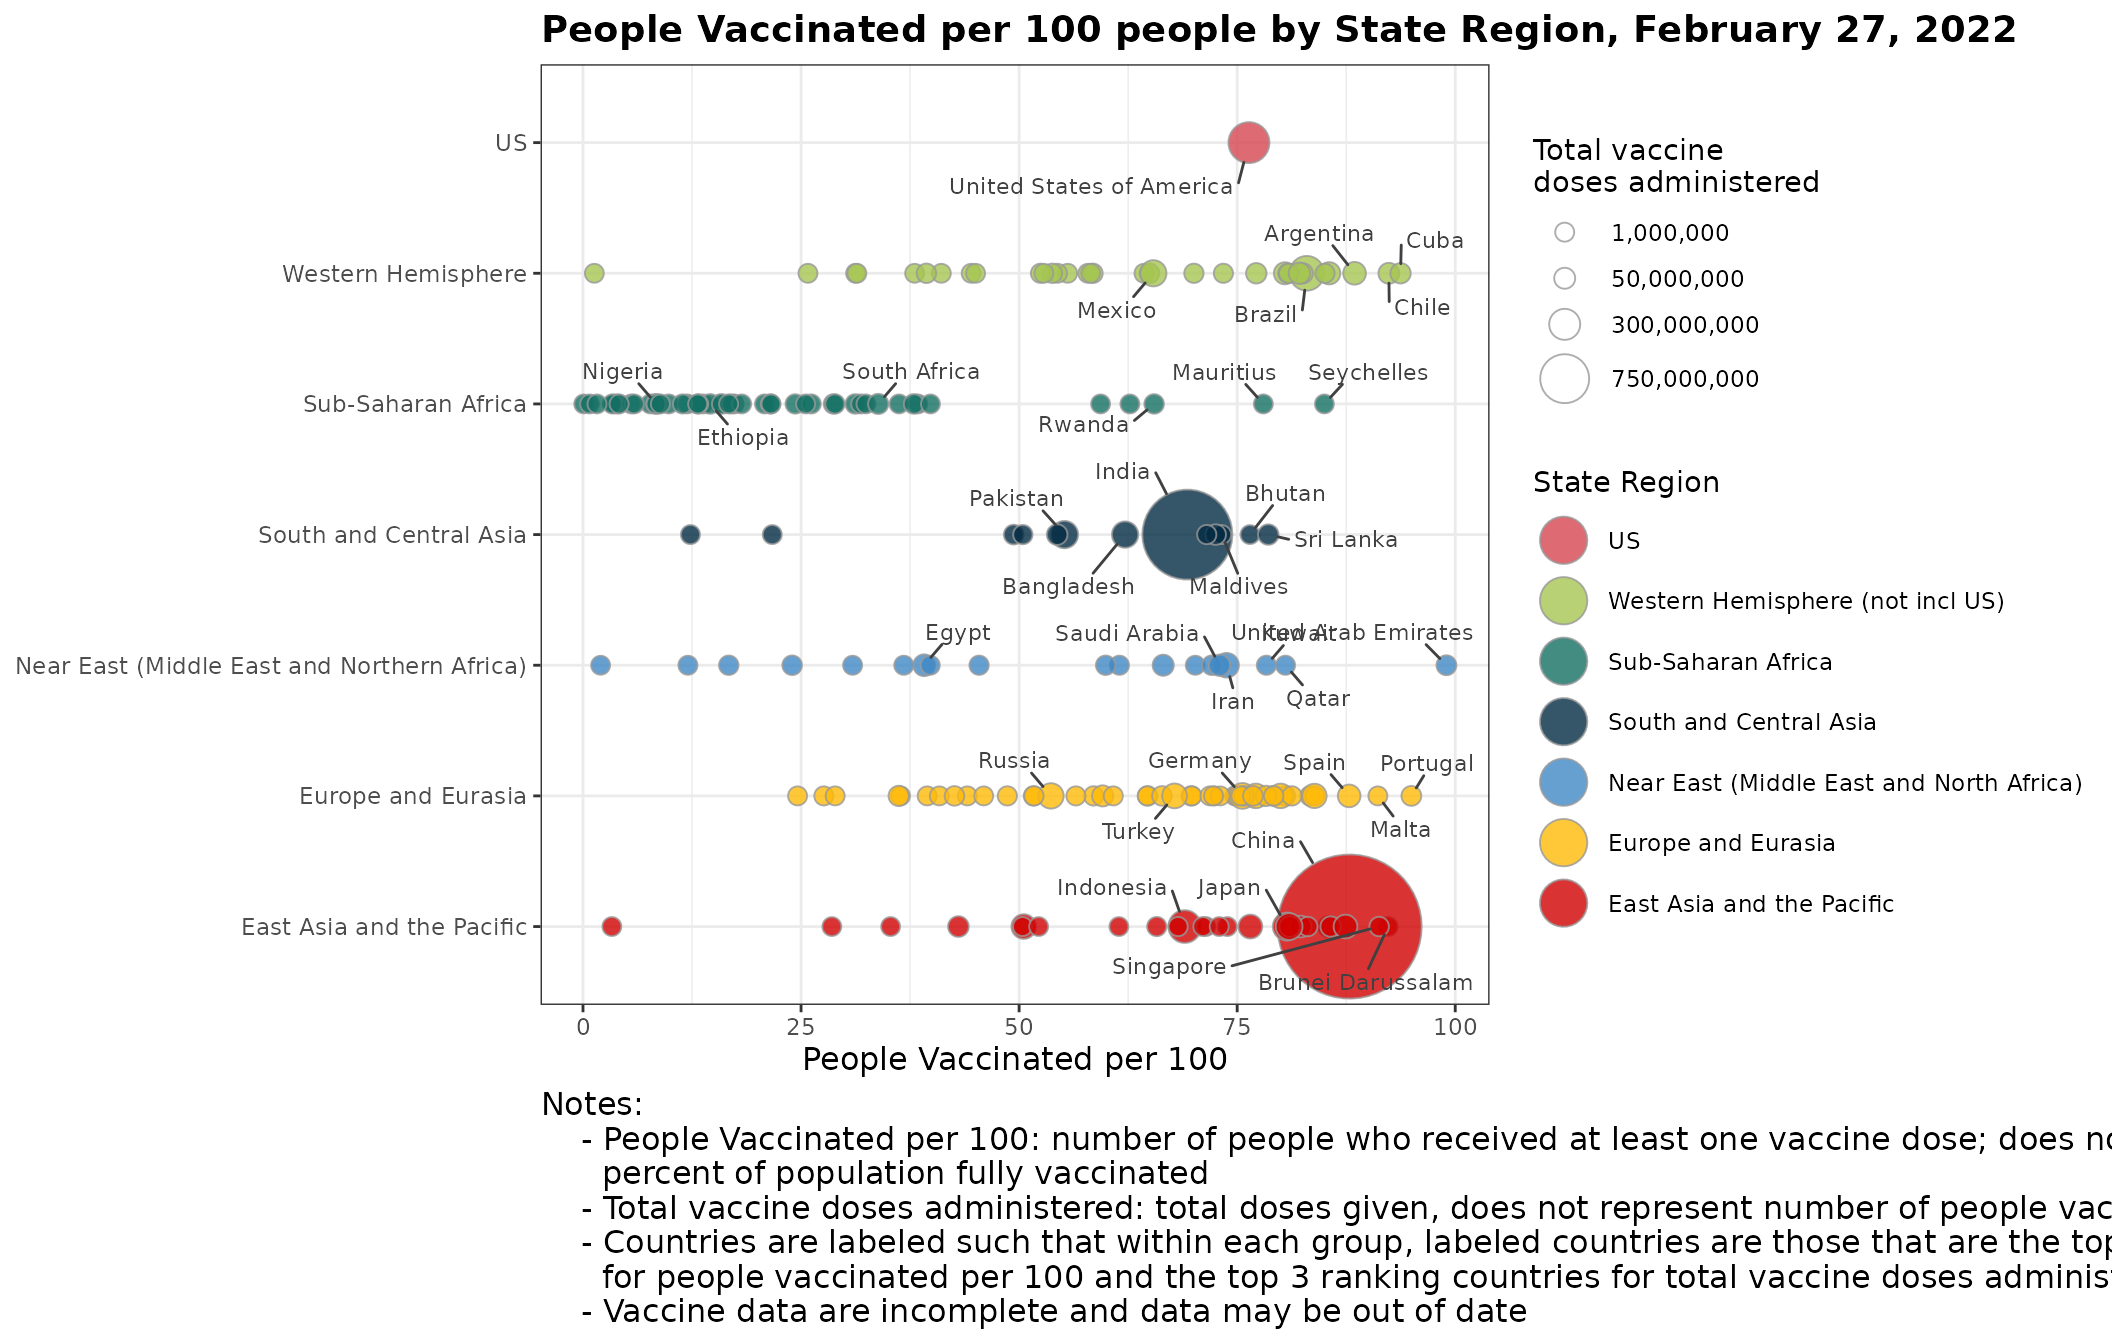 People Vaccinated per 100 people by State Region, February 27, 2022
US
United States of America
Western Hemisphere
Argentina
Cuba
Mexico
Brazil
Chile
Sub-Saharan Africa
Nigeria
South Africa
Mauritius
Seychelles
Ethiopia
Rwanda
South and Central Asia
India
Pakistan
Bhutan
Sri Lanka
Bangladesh
Maldives
Near East (Middle East and Northern Africa)
Egypt
Saudi Arabia
Kuwait
United Arab Emirates
Iran
Qatar
Europe and Eurasia
Russia
Germany
Spain
Portugal
Turkey
Malta
East Asia and the Pacific
China
Indonesia
Japan
Singapore
Brunei Darussalam
0
25
50
75
100
People Vaccinated per 100
Total vaccine
doses administered
1,000,000
50,000,000
300,000,000
750,000,000
State Region
US
Western Hemisphere (not incl US)
Sub-Saharan Africa
South and Central Asia
Near East (Middle East and North Africa)
Europe and Eurasia
East Asia and the Pacific
Notes:
- People Vaccinated per 100: number of people who received at least one vaccine dose; does
percent of population fully vaccinated
- Total vaccine doses administered: total doses given, does not represent number of people
- Countries are labeled such that within each group, labeled countries are those that are the top
for people vaccinated per 100 and the top 3 ranking countries for total vaccine doses
- Vaccine data are incomplete and data may be out of date